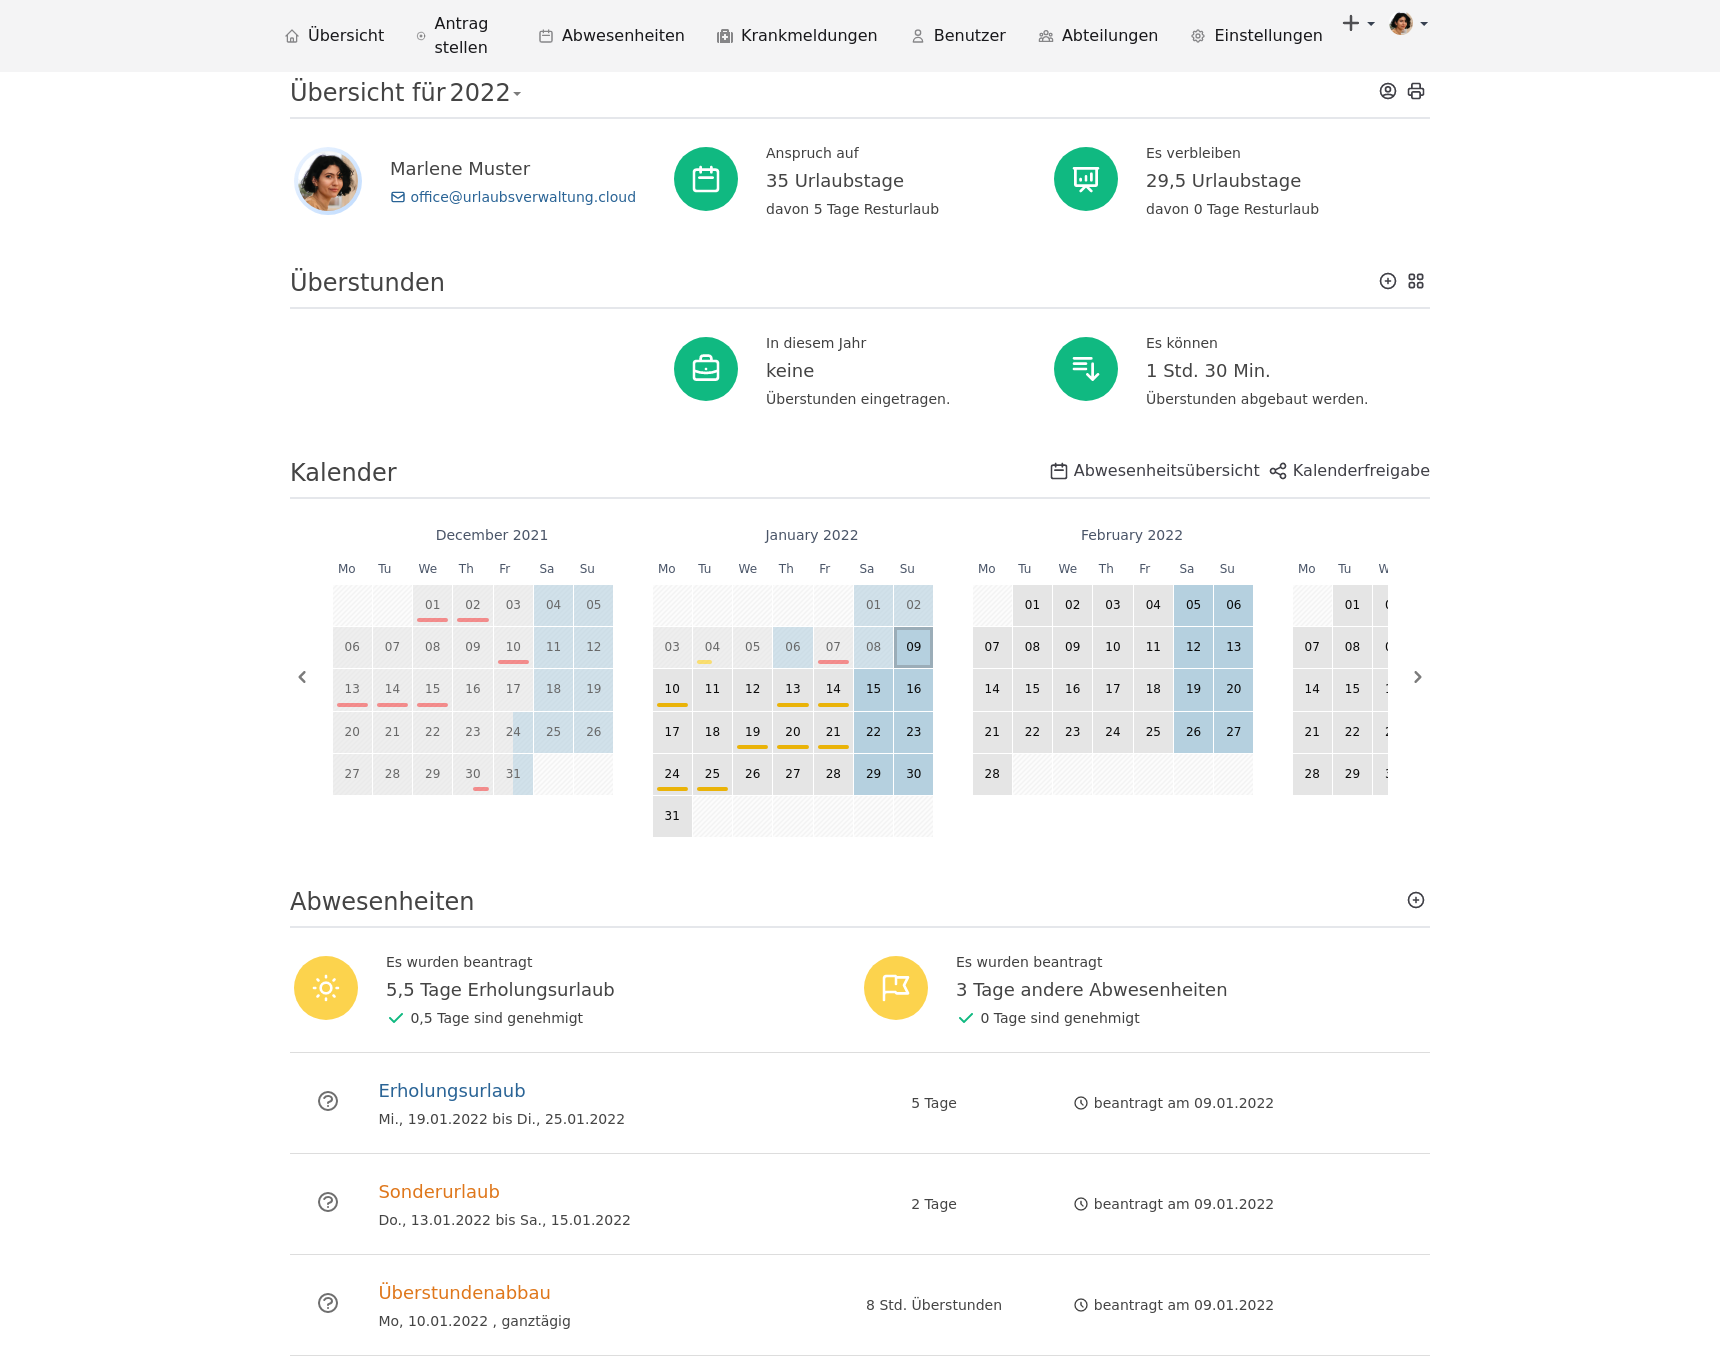 Übersicht
Antrag stellen
Abwesenheiten
Krankmeldungen
Benutzer
Abteilungen
Einstellungen
Übersicht für 2022
Marlene Muster
office@urlaubsverwaltung.cloud
Anspruch auf
35 Urlaubstage
davon 5 Tage Resturlaub
Es verbleiben
29,5 Urlaubstage
davon 0 Tage Resturlaub
Überstunden
In diesem Jahr
keine
Überstunden eingetragen.
Es können
1 Std. 30 Min.
Überstunden abgebaut werden.
Kalender
Abwesenheitsübersicht
Kalenderfreigabe
December 2021
Mo Tu We Th Fr Sa Su
01 02 03 04 05
06 07 08 09 10 11 12
13 14 15 16 17 18 19
20 21 22 23 24 25 26
27 28 29 30 31
January 2022
Mo Tu We Th Fr Sa Su
01 02
03 04 05 06 07 08 09
10 11 12 13 14 15 16
17 18 19 20 21 22 23
24 25 26 27 28 29 30
31
February 2022
Mo Tu We Th Fr Sa Su
01 02 03 04 05 06
07 08 09 10 11 12 13
14 15 16 17 18 19 20
21 22 23 24 25 26 27
28
Mo Tu
01
07 08
14 15
21 22
28 29
Abwesenheiten
Es wurden beantragt
5,5 Tage Erholungsurlaub
0,5 Tage sind genehmigt
Es wurden beantragt
3 Tage andere Abwesenheiten
0 Tage sind genehmigt
Erholungsurlaub
Mi., 19.01.2022 bis Di., 25.01.2022
5 Tage
beantragt am 09.01.2022
Sonderurlaub
Do., 13.01.2022 bis Sa., 15.01.2022
2 Tage
beantragt am 09.01.2022
Überstundenabbau
Mo, 10.01.2022 , ganztägig
8 Std. Überstunden
beantragt am 09.01.2022